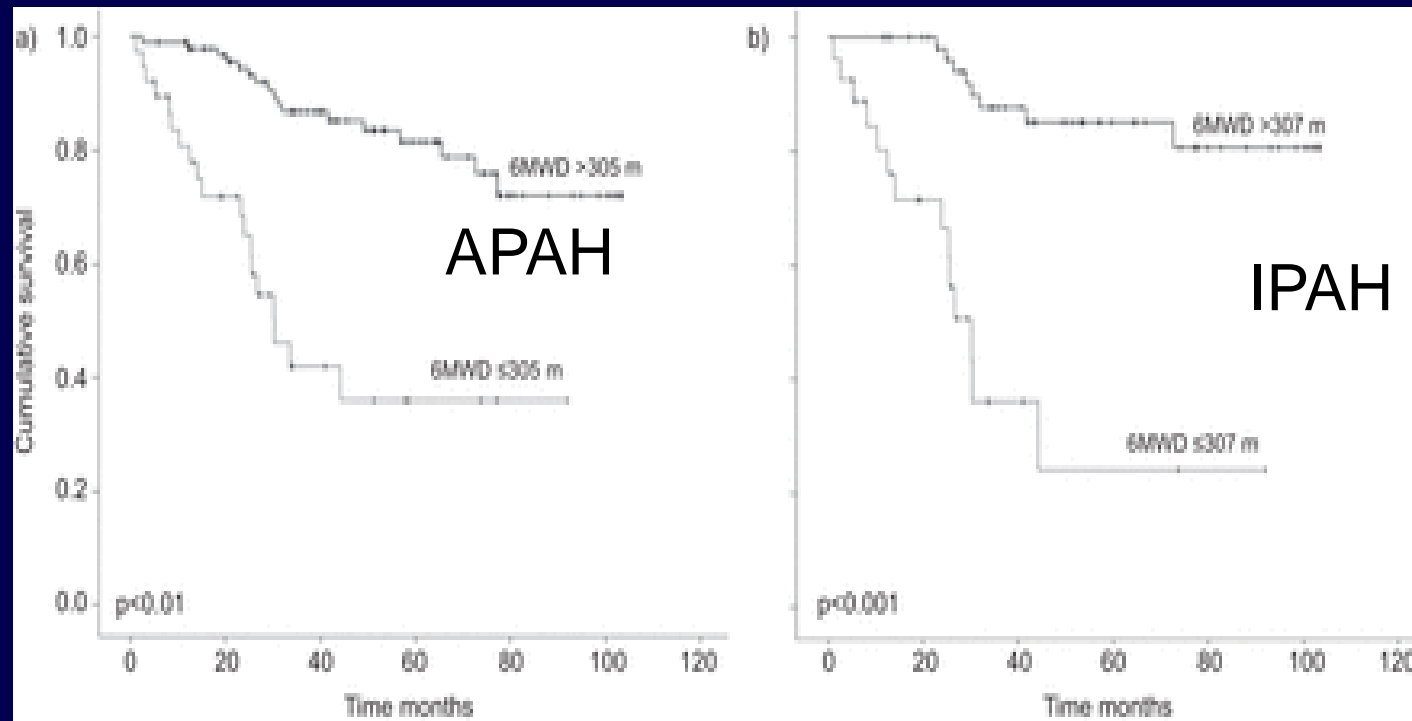 a)
Cumulative survival
1.0
0.8
0.6
0.4
0.2
0.0
6MWD >305 m
APAH
6MWD ≤305 m
p<0.01
0 20 40 60 80 100 120
Time months
b)
6MWD >307 m
IPAH
6MWD ≤307 m
p<0.001
0 20 40 60 80 100 120
Time months